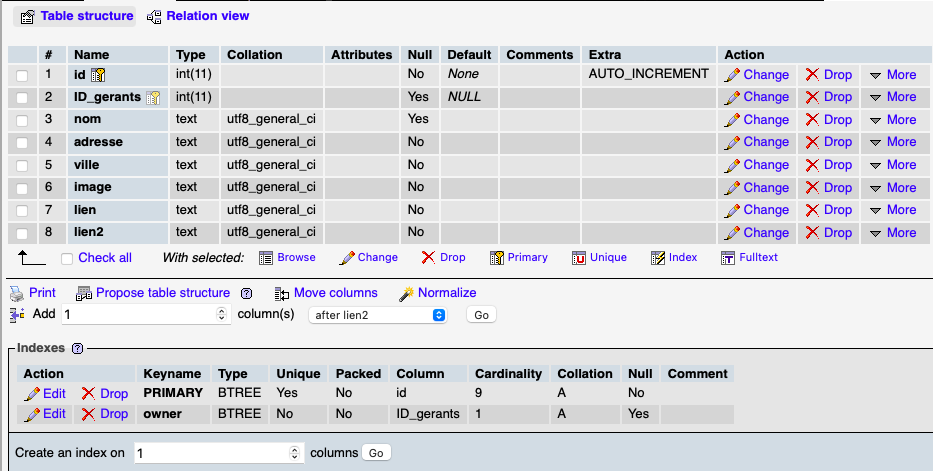 Table structure Relation view
# Name Type Collation Attributes Null Default Comments Extra Action
1 id int(11) No None AUTO_INCREMENT Change Drop More
2 ID_gerants int(11) Yes NULL Change Drop More
3 nom text utf8_general_ci Yes Change Drop More
4 adresse text utf8_general_ci No Change Drop More
5 ville text utf8_general_ci No Change Drop More
6 image text utf8_general_ci No Change Drop More
7 lien text utf8_general_ci No Change Drop More
8 lien2 text utf8_general_ci No Change Drop More
Check all With selected: Browse Change Drop Primary Unique Index Fulltext
Print Propose table structure Move columns Normalize
Add 1 column(s) after lien2 Go
Indexes
Action Keyname Type Unique Packed Column Cardinality Collation Null Comment
Edit Drop PRIMARY BTREE Yes No id 9 A No
Edit Drop owner BTREE No No ID_gerants 1 A Yes
Create an index on 1 columns Go